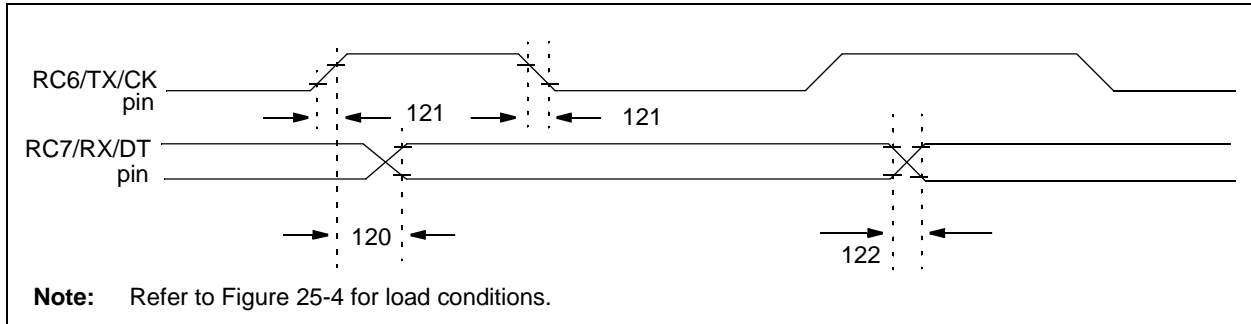 RC6/TX/CK
pin
121
121
RC7/RX/DT
pin
120
122
Note: Refer to Figure 25-4 for load conditions.